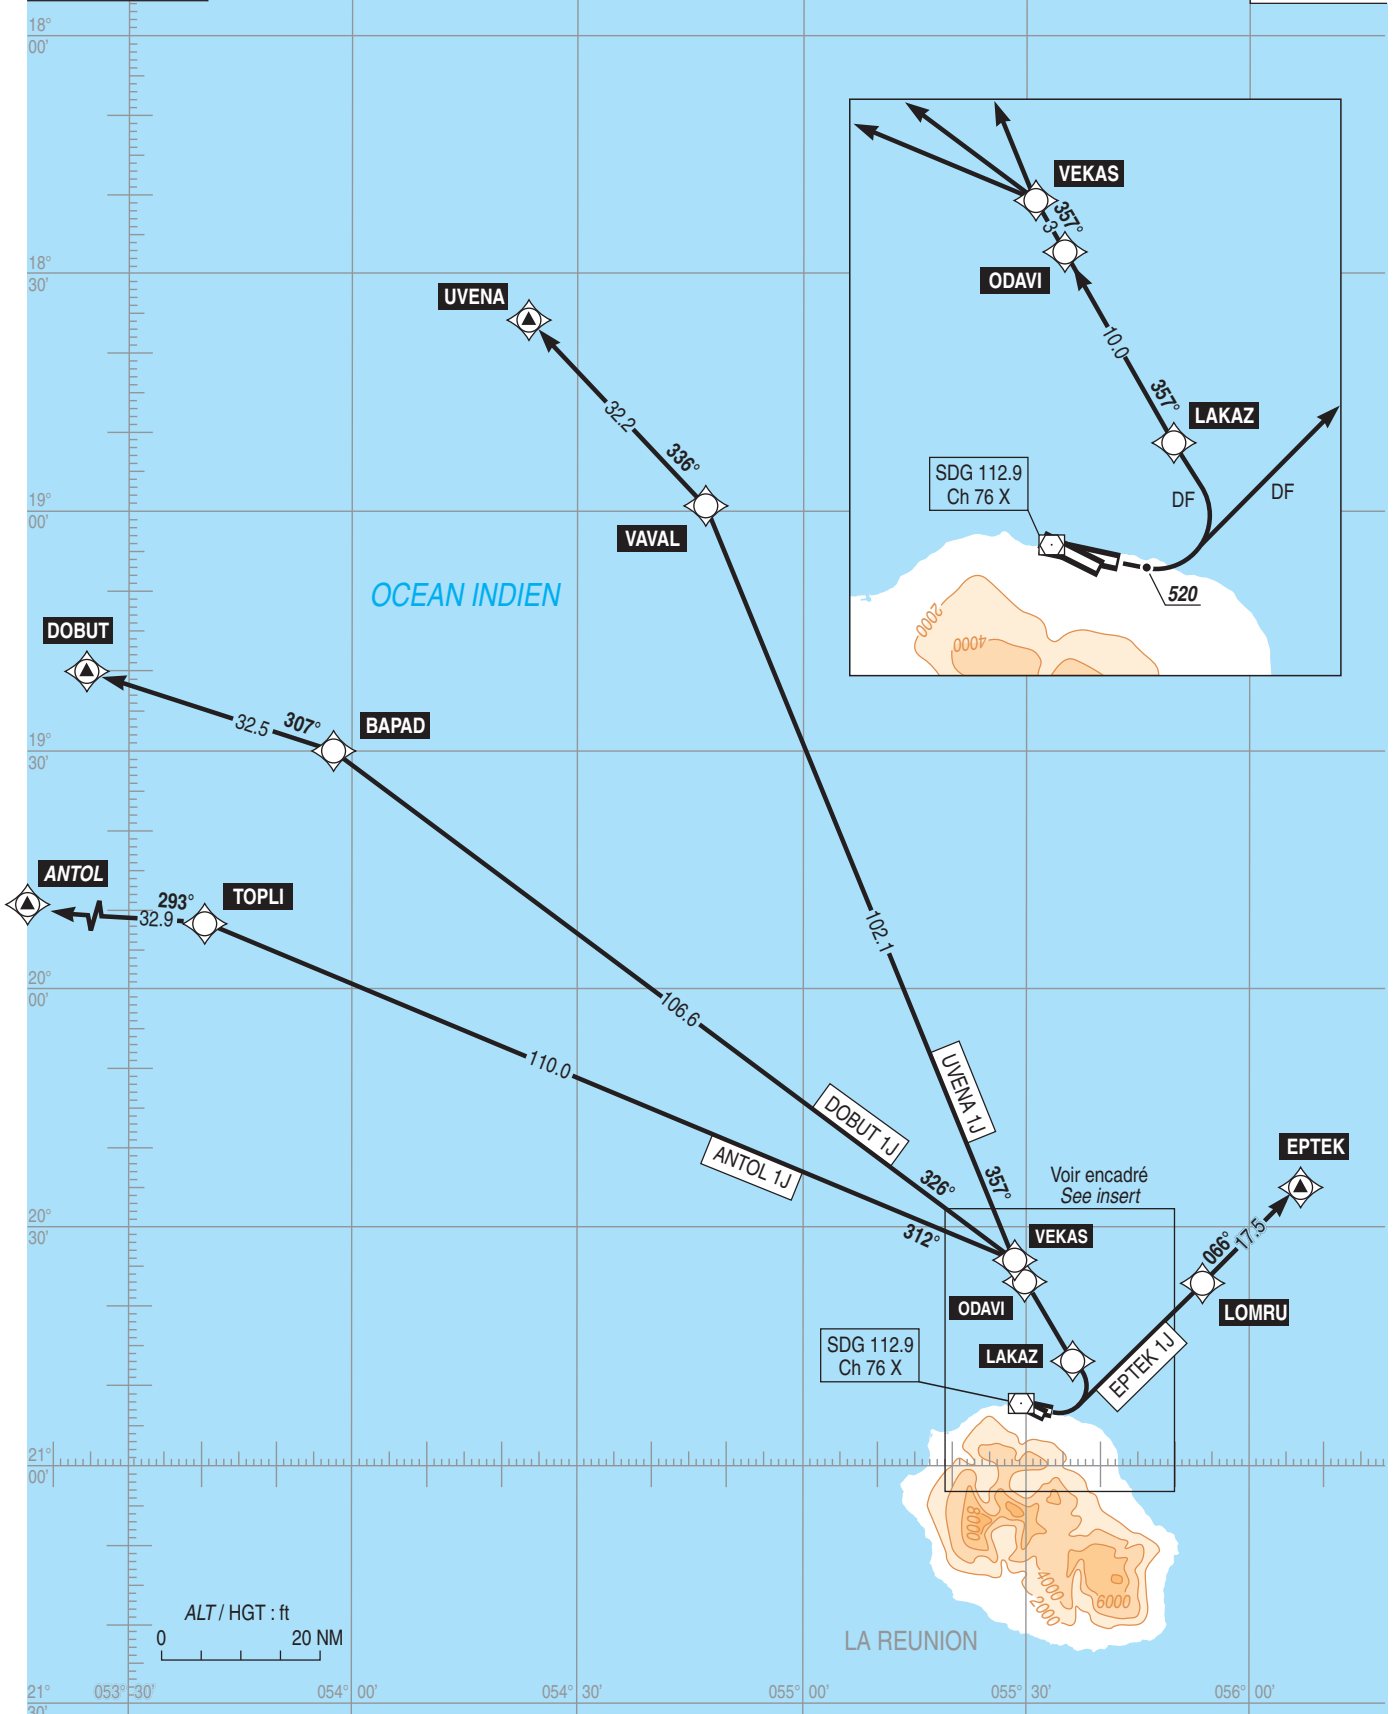 18°
00'
VEKAS
357°
3
ODAVI
10.0
357°
LAKAZ
SDG 112.9
Ch 76 X
DF
DF
520
2000
4000
18°
30'
UVENA
32.2
336°
VAVAL
19°
00'
OCEAN INDIEN
DOBUT
32.5
307°
BAPAD
19°
30'
ANTOL
32.9
293°
TOPLI
102.1
20°
00'
106.6
110.0
UVENA 1J
DOBUT 1J
ANTOL 1J
326°
357°
312°
Voir encadré
See insert
EPTEK
20°
30'
VEKAS
066°
17.5
ODAVI
LOMRU
SDG 112.9
Ch 76 X
LAKAZ
EPTEK 1J
21°
00'
8000
4000
2000
6000
ALT / HGT : ft
0
20 NM
LA REUNION
21°
30'
053° 30'
054° 00'
054° 30'
055° 00'
055° 30'
056° 00'